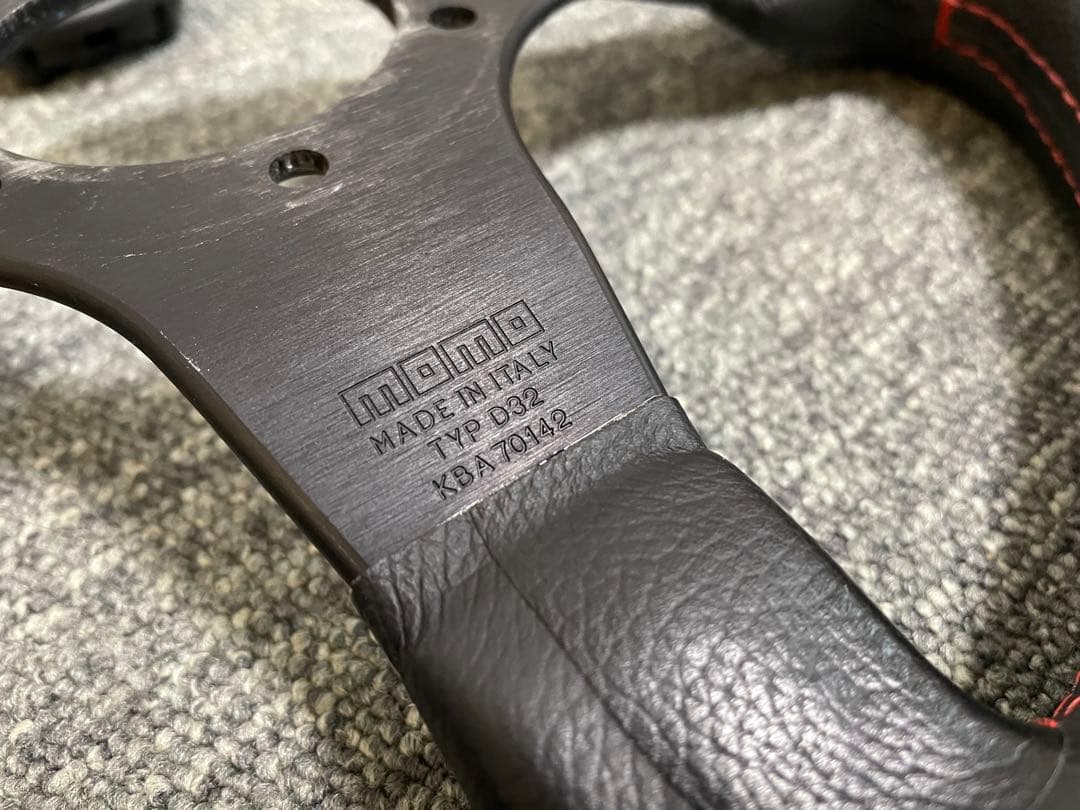 momo
MADE IN ITALY
TYP D32
KBA 70142